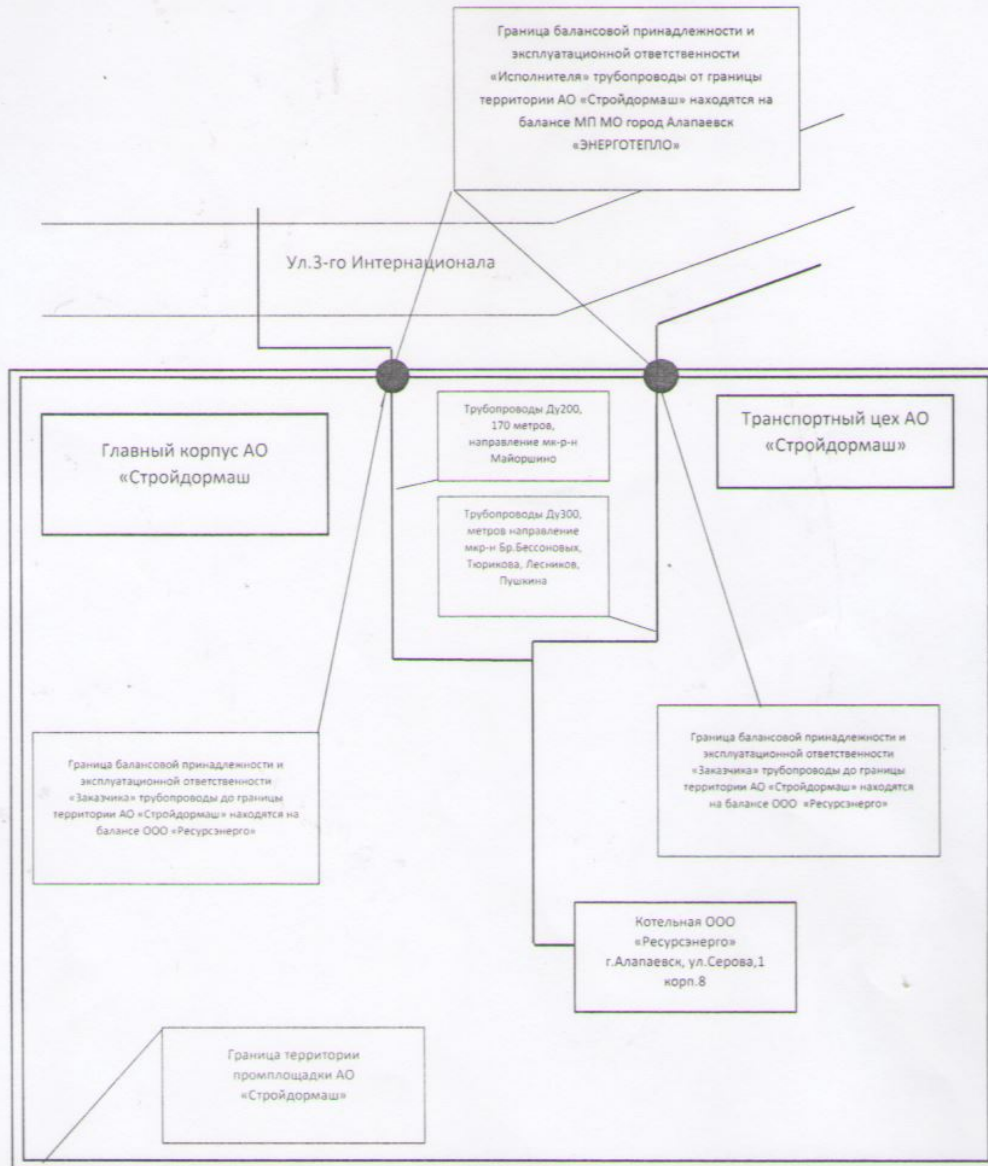 Граница балансовой принадлежности и
эксплуатационной ответственности
«Исполнителя» трубопроводы от границы
территории АО «Стройдормаш» находятся на
балансе МП МО город Алапаевск
«ЭНЕРГОТЕПЛО»
Ул.3-го Интернационала
Главный корпус АО
«Стройдормаш
Трубопроводы Ду200,
170 метров,
направление мк-р-н
Майоршино
Транспортный цех АО
«Стройдормаш»
Трубопроводы Ду300,
метров направление
мкр-н Бр.Бессоновых,
Тюрикова, Лесников,
Пушкина
Граница балансовой принадлежности и
эксплуатационной ответственности
«Заказчика» трубопроводы до границы
территории АО «Стройдормаш» находятся на
балансе ООО «Ресурсэнерго»
Граница балансовой принадлежности и
эксплуатационной ответственности
«Заказчика» трубопроводы до границы
территории АО «Стройдормаш» находятся
на балансе ООО «Ресурсэнерго»
Котельная ООО
«Ресурсэнерго»
г.Алапаевск, ул.Серова,1
корп.8
Граница территории
промплощадки АО
«Стройдормаш»